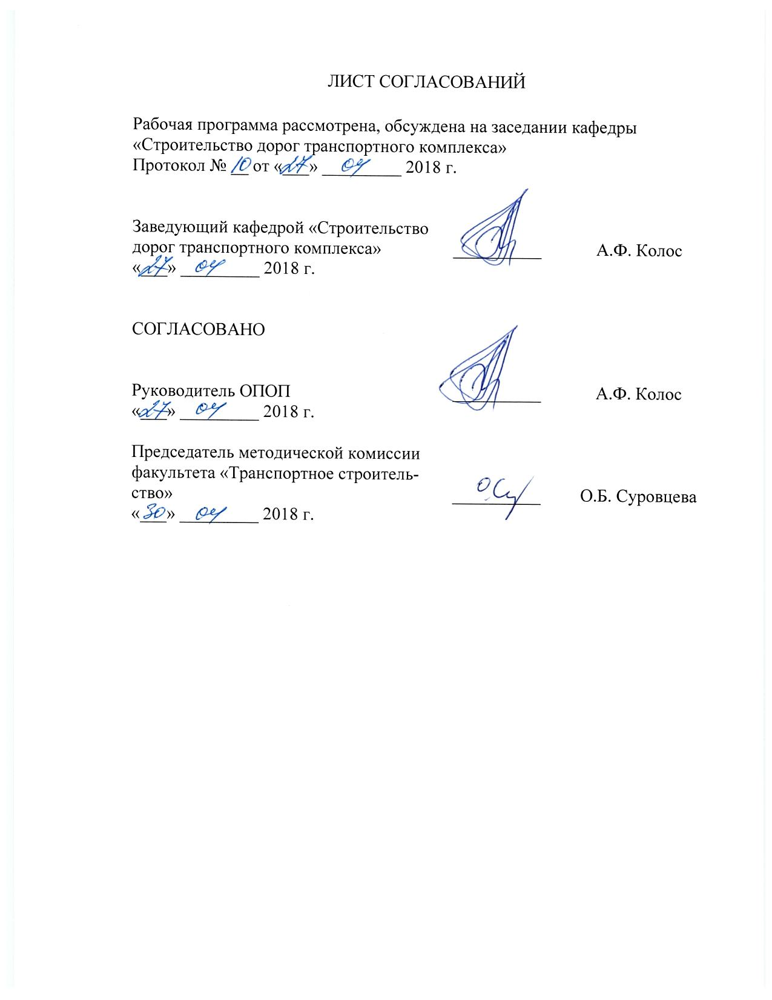 ЛИСТ СОГЛАСОВАНИЙ
Рабочая программа рассмотрена, обсуждена на заседании кафедры
«Строительство дорог транспортного комплекса»
Протокол № 10 от «27» 04 2018 г.
Заведующий кафедрой «Строительство
дорог транспортного комплекса» А.Ф. Колос
«27» 04 2018 г.
СОГЛАСОВАНО
Руководитель ОПОП А.Ф. Колос
«27» 04 2018 г.
Председатель методической комиссии
факультета «Транспортное строитель-
ство» О.Б. Суровцева
«30» 04 2018 г.